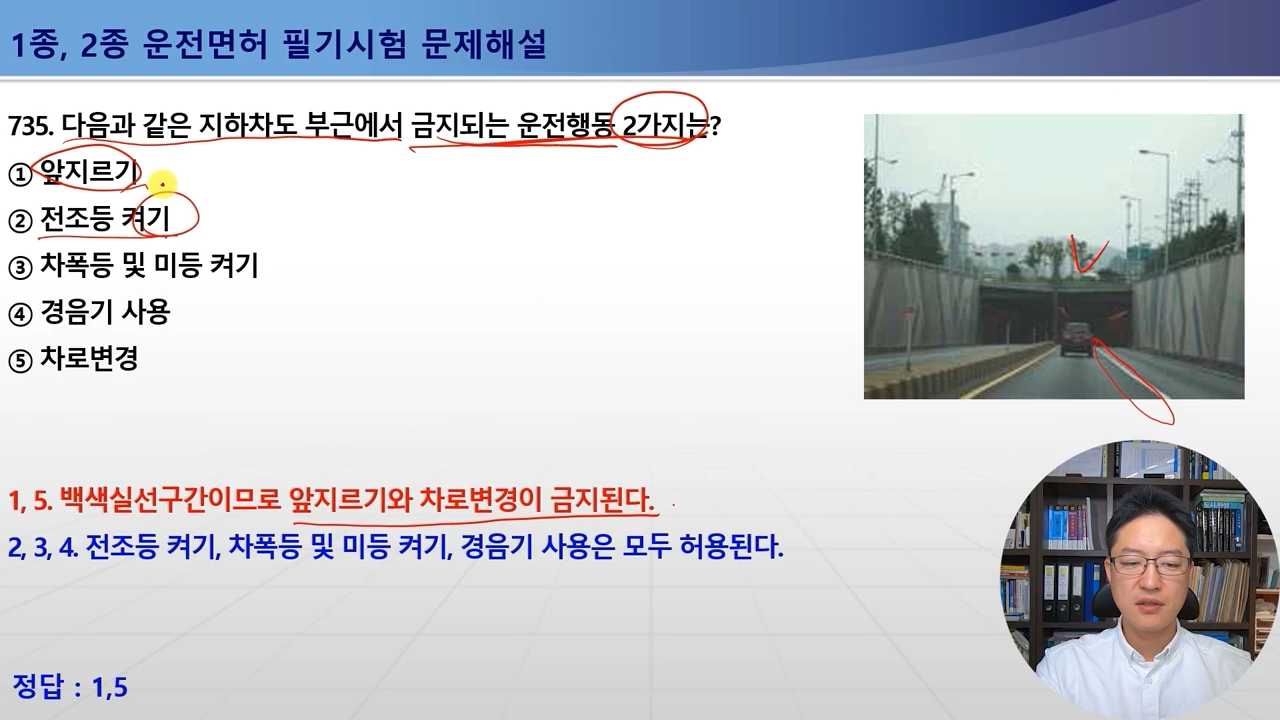 1종, 2종 운전면허 필기시험 문제해설
735. 다음과 같은 지하차도 부근에서 금지되는 운전행동 2가지는?
① 앞지르기
② 전조등 켜기
③ 차폭등 및 미등 켜기
④ 경음기 사용
⑤ 차로변경
1, 5. 백색실선구간이므로 앞지르기와 차로변경이 금지된다.
2, 3, 4. 전조등 켜기, 차폭등 및 미등 켜기, 경음기 사용은 모두 허용된다.
정답 : 1,5